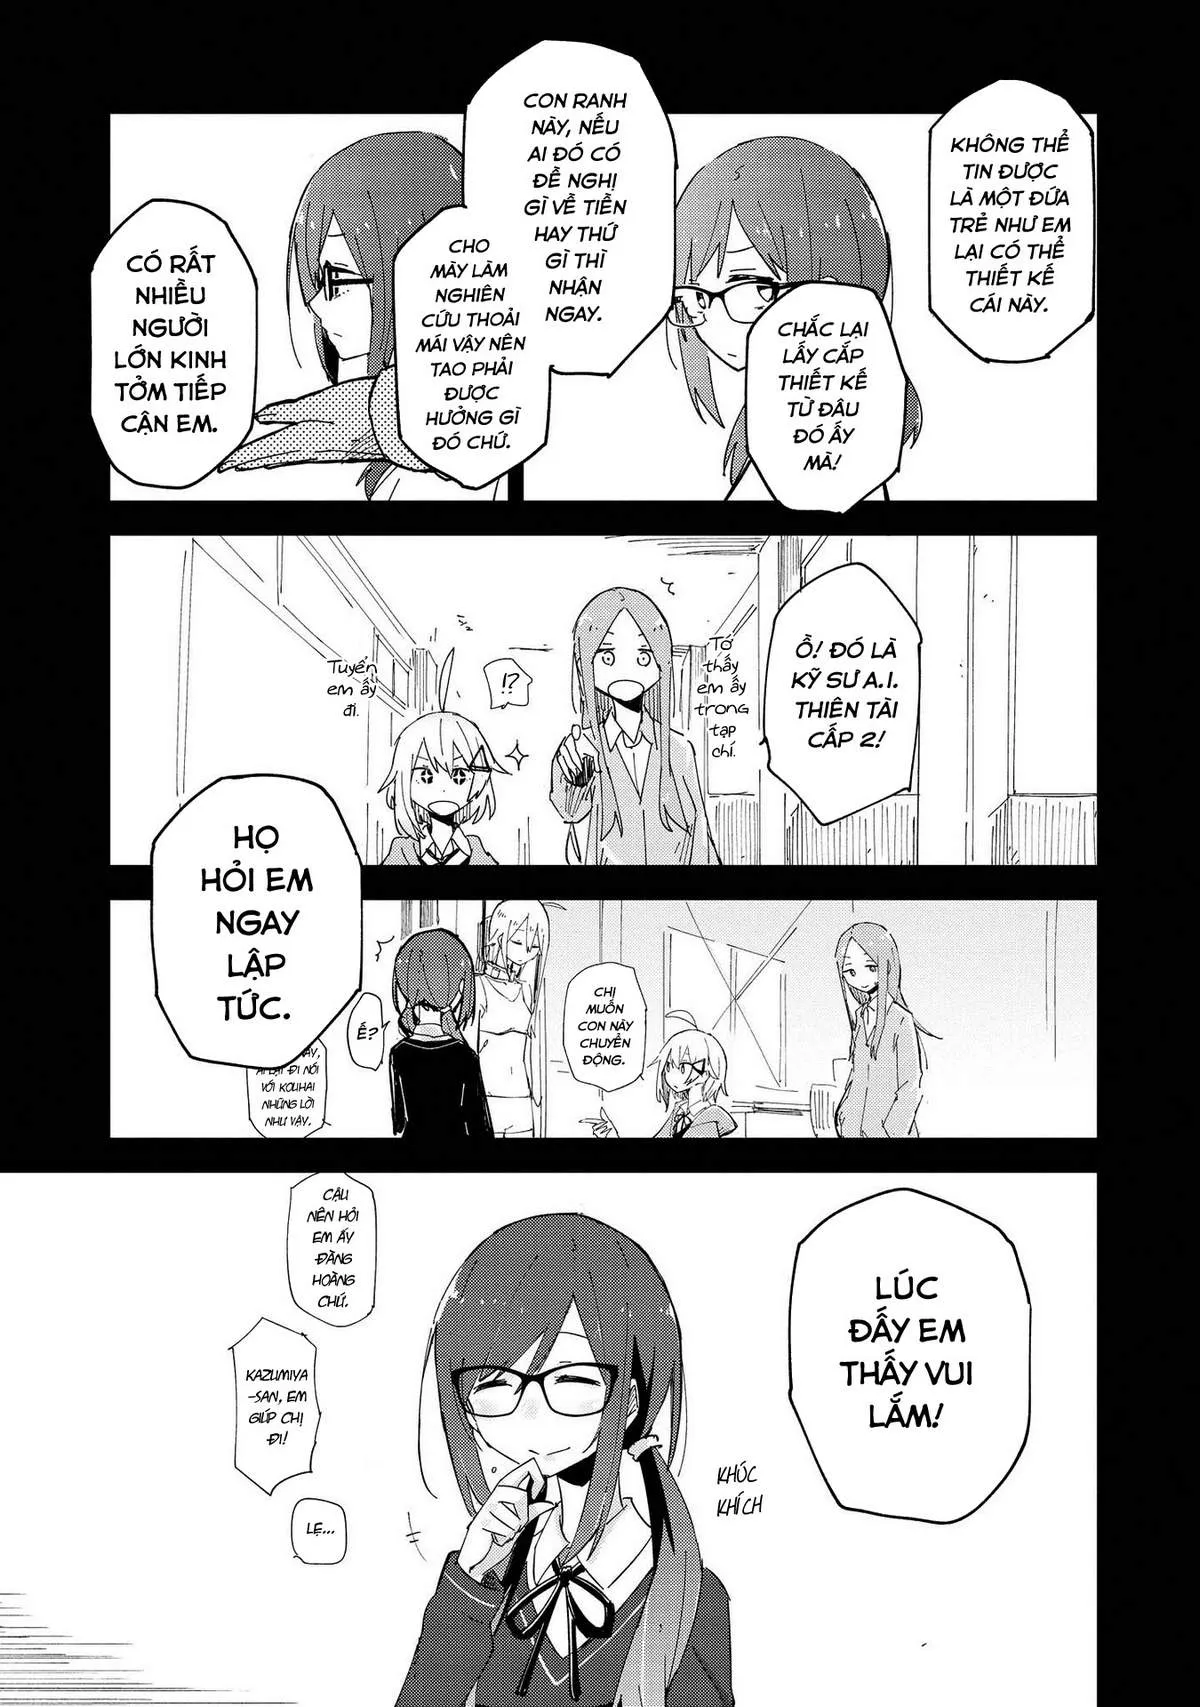 KHÔNG THỂ
TIN ĐƯỢC
LÀ MỘT ĐỨA
TRẺ NHƯ EM
LẠI CÓ THỂ
THIẾT KẾ
CÁI NÀY.
CHẮC LẠI
LẤY CẮP
THIẾT KẾ
TỪ ĐÂU
ĐÓ ẤY
MÀ!
CON RANH
NÀY, NẾU
AI ĐÓ CÓ
ĐỀ NGHỊ
GÌ VỀ TIỀN
HAY THỨ
GÌ THÌ
NHẬN
NGAY.
CHO
MÀY LÀM
NGHIÊN
CỨU THOẢI
MÁI VẬY NÊN
TAO PHẢI
ĐƯỢC
HƯỞNG GÌ
ĐÓ CHỨ.
CÓ RẤT
NHIỀU
NGƯỜI
LỚN KINH
TỞM TIẾP
CẬN EM.
Ồ! ĐÓ LÀ
KỸ SƯ A.I.
THIÊN TÀI
CẤP 2!
Tớ
thấy
em ấy
trong
tạp
chí.
!?
Tuyển
em ấy
đi.
HỌ
HỎI EM
NGAY
LẬP
TỨC.
CHỊ
MUỐN
CON NÀY
CHUYỂN
ĐỘNG.
Ế?
AI LẠI ĐI NÓI
VỚI KOUHAI
NHỮNG LỜI
NHƯ VẬY.
LÚC
ĐẤY EM
THẤY VUI
LẮM!
CẬU
NÊN HỎI
EM ẤY
ĐÀNG
HOÀNG
CHỨ.
KAZUMIYA
-SAN, EM
GIÚP CHỊ
ĐI!
LẸ...
KHÚC
KHÍCH